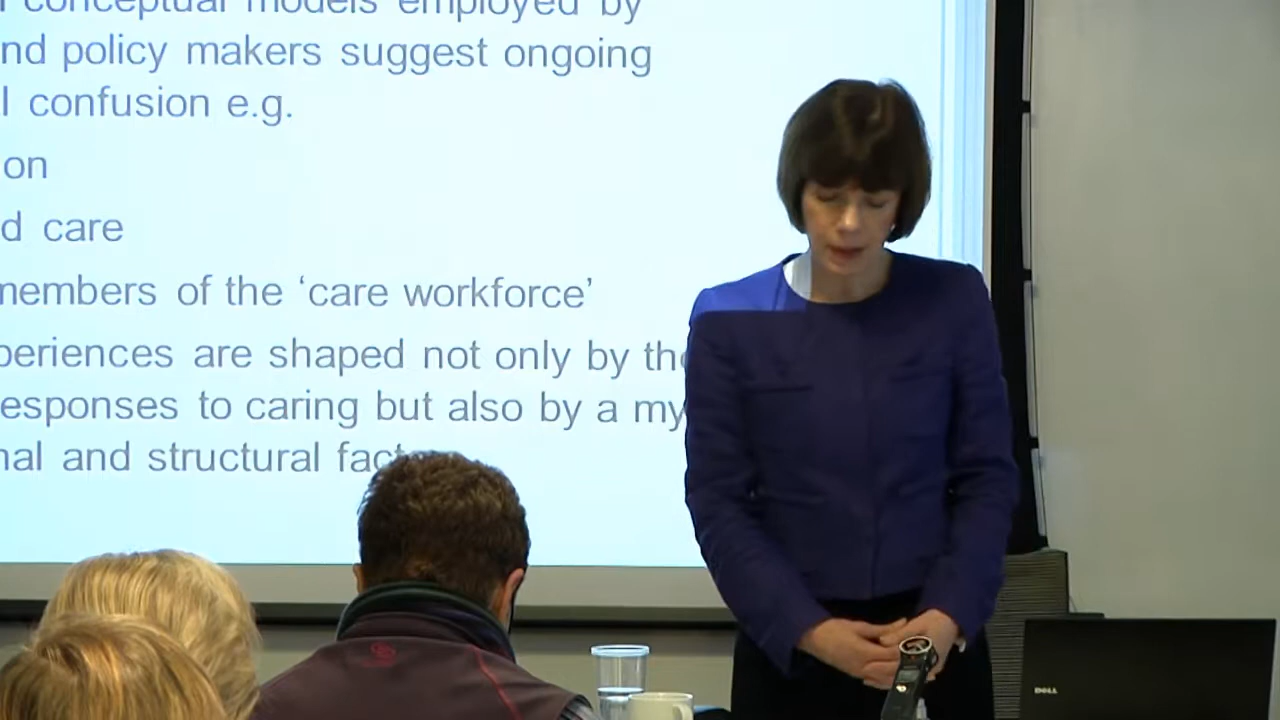 conceptual models employed by
nd policy makers suggest ongoing
l confusion e.g.
on
d care
members of the ‘care workforce’
periences are shaped not only by the
esponses to caring but also by a my
nal and structural fact
DELL